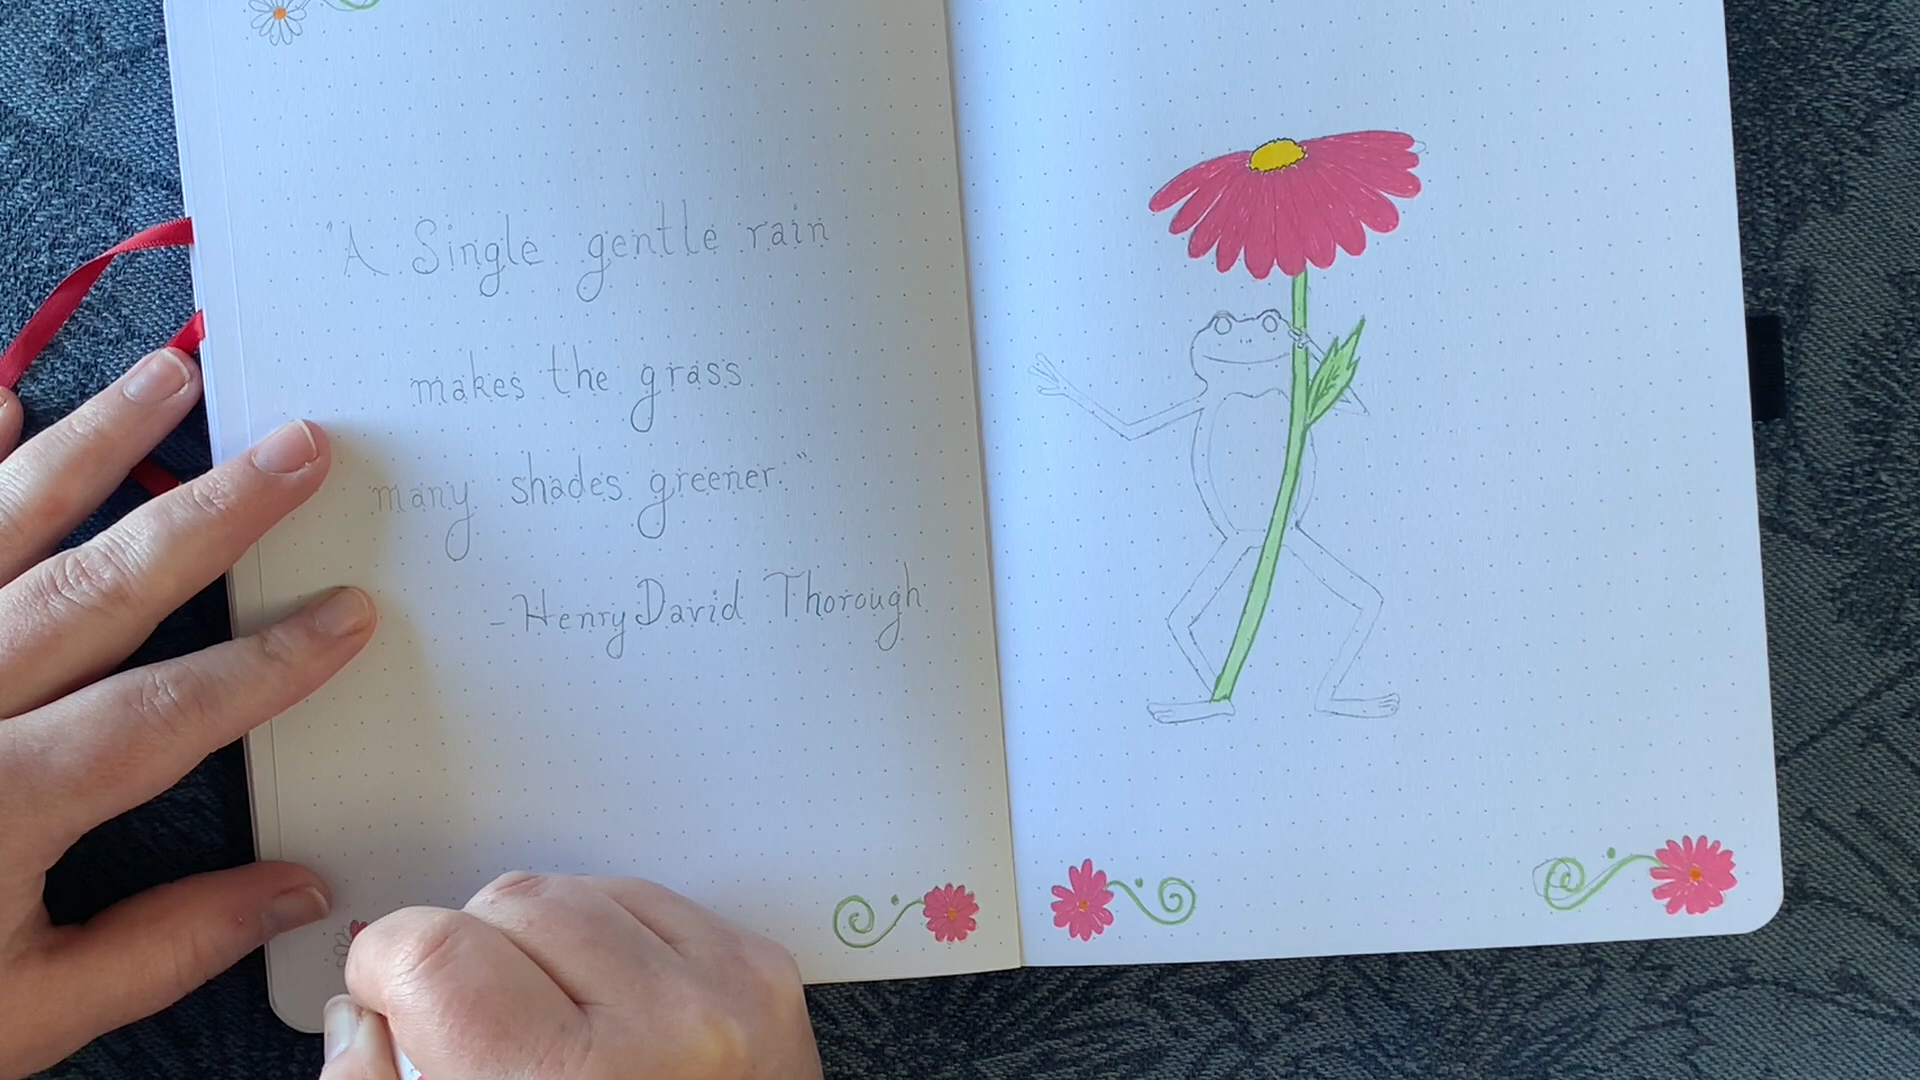 "A Single gentle rain
makes the grass
many shades greener."
- Henry David Thorough